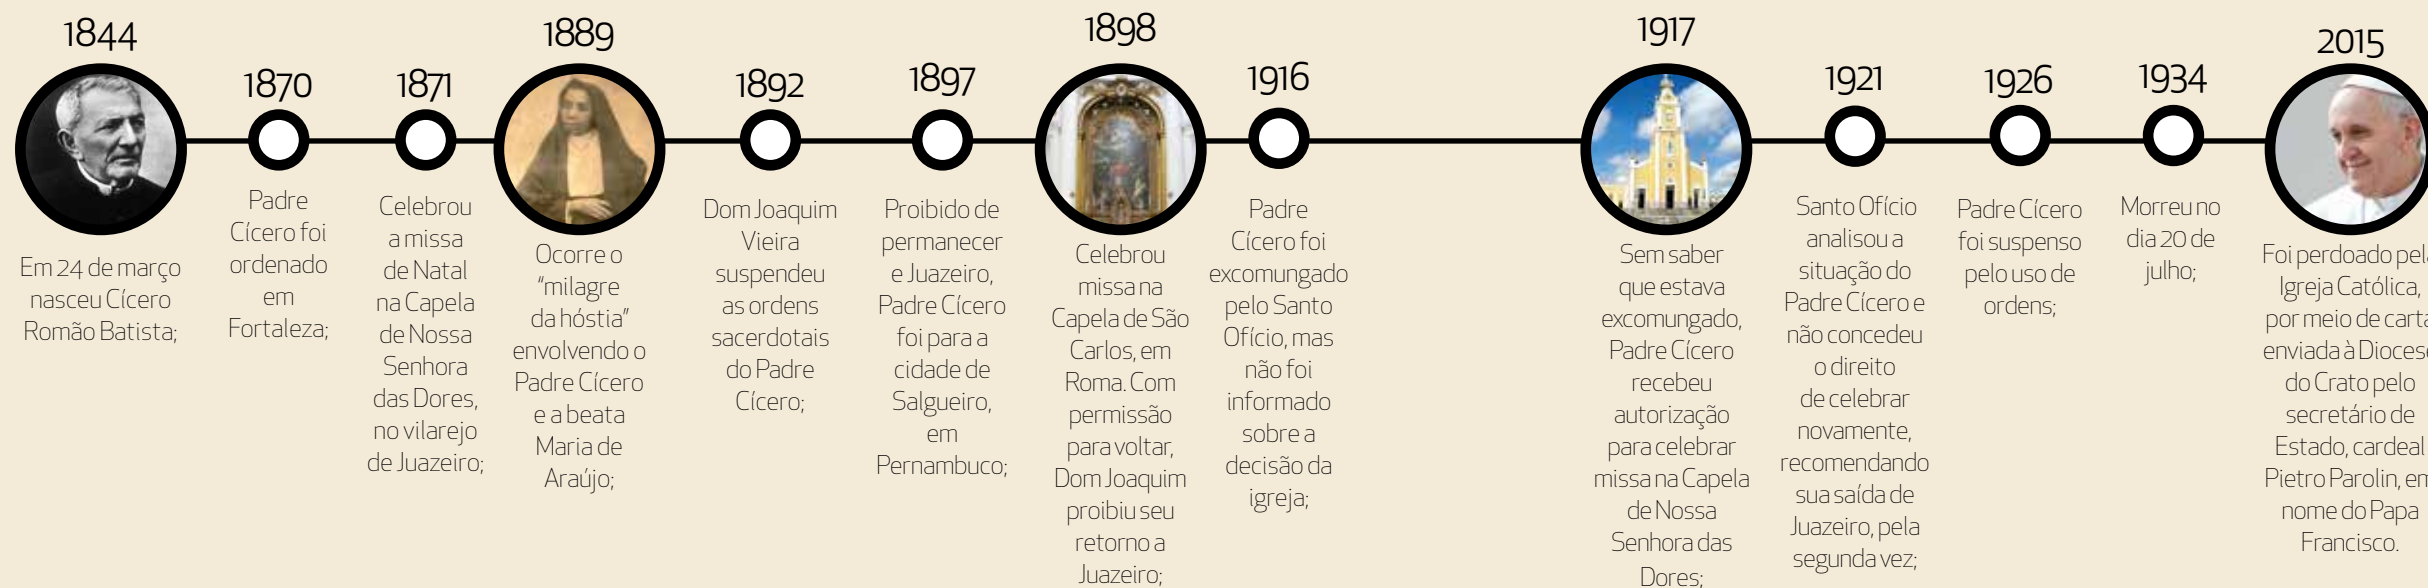 1844
Em 24 de março
nasceu Cícero
Romão Batista;
1870
Padre
Cícero foi
ordenado
em
Fortaleza;
1871
Celebrou
a missa
de Natal
na Capela
de Nossa
Senhora
das Dores,
no vilarejo
de Juazeiro;
1889
Ocorre o
“milagre
da hóstia”
envolvendo o
Padre Cícero
e a beata
Maria de
Araújo;
1892
Dom Joaquim
Vieira
suspendeu
as ordens
sacerdotais
do Padre
Cícero;
1897
Proibido de
permanecer
e Juazeiro,
Padre Cícero
foi para a
cidade de
Salgueiro,
em
Pernambuco;
1898
Celebrou
missa na
Capela de São
Carlos, em
Roma. Com
permissão
para voltar,
Dom Joaquim
proibiu seu
retorno a
Juazeiro;
1916
Padre
Cícero foi
excomungado
pelo Santo
Ofício, mas
não foi
informado
sobre a
decisão da
igreja;
1917
Sem saber
que estava
excomungado,
Padre Cícero
recebeu
autorização
para celebrar
missa na Capela
de Nossa
Senhora das
Dores;
1921
Santo Ofício
analisou a
situação do
Padre Cícero e
não concedeu
o direito
de celebrar
novamente,
recomendando
sua saída de
Juazeiro, pela
segunda vez;
1926
Padre Cícero
foi suspenso
pelo uso de
ordens;
1934
Morreu no
dia 20 de
julho;
2015
Foi perdoado pela
Igreja Católica,
por meio de carta
enviada à Diocese
do Crato pelo
secretário de
Estado, cardeal
Pietro Parolin, em
nome do Papa
Francisco.